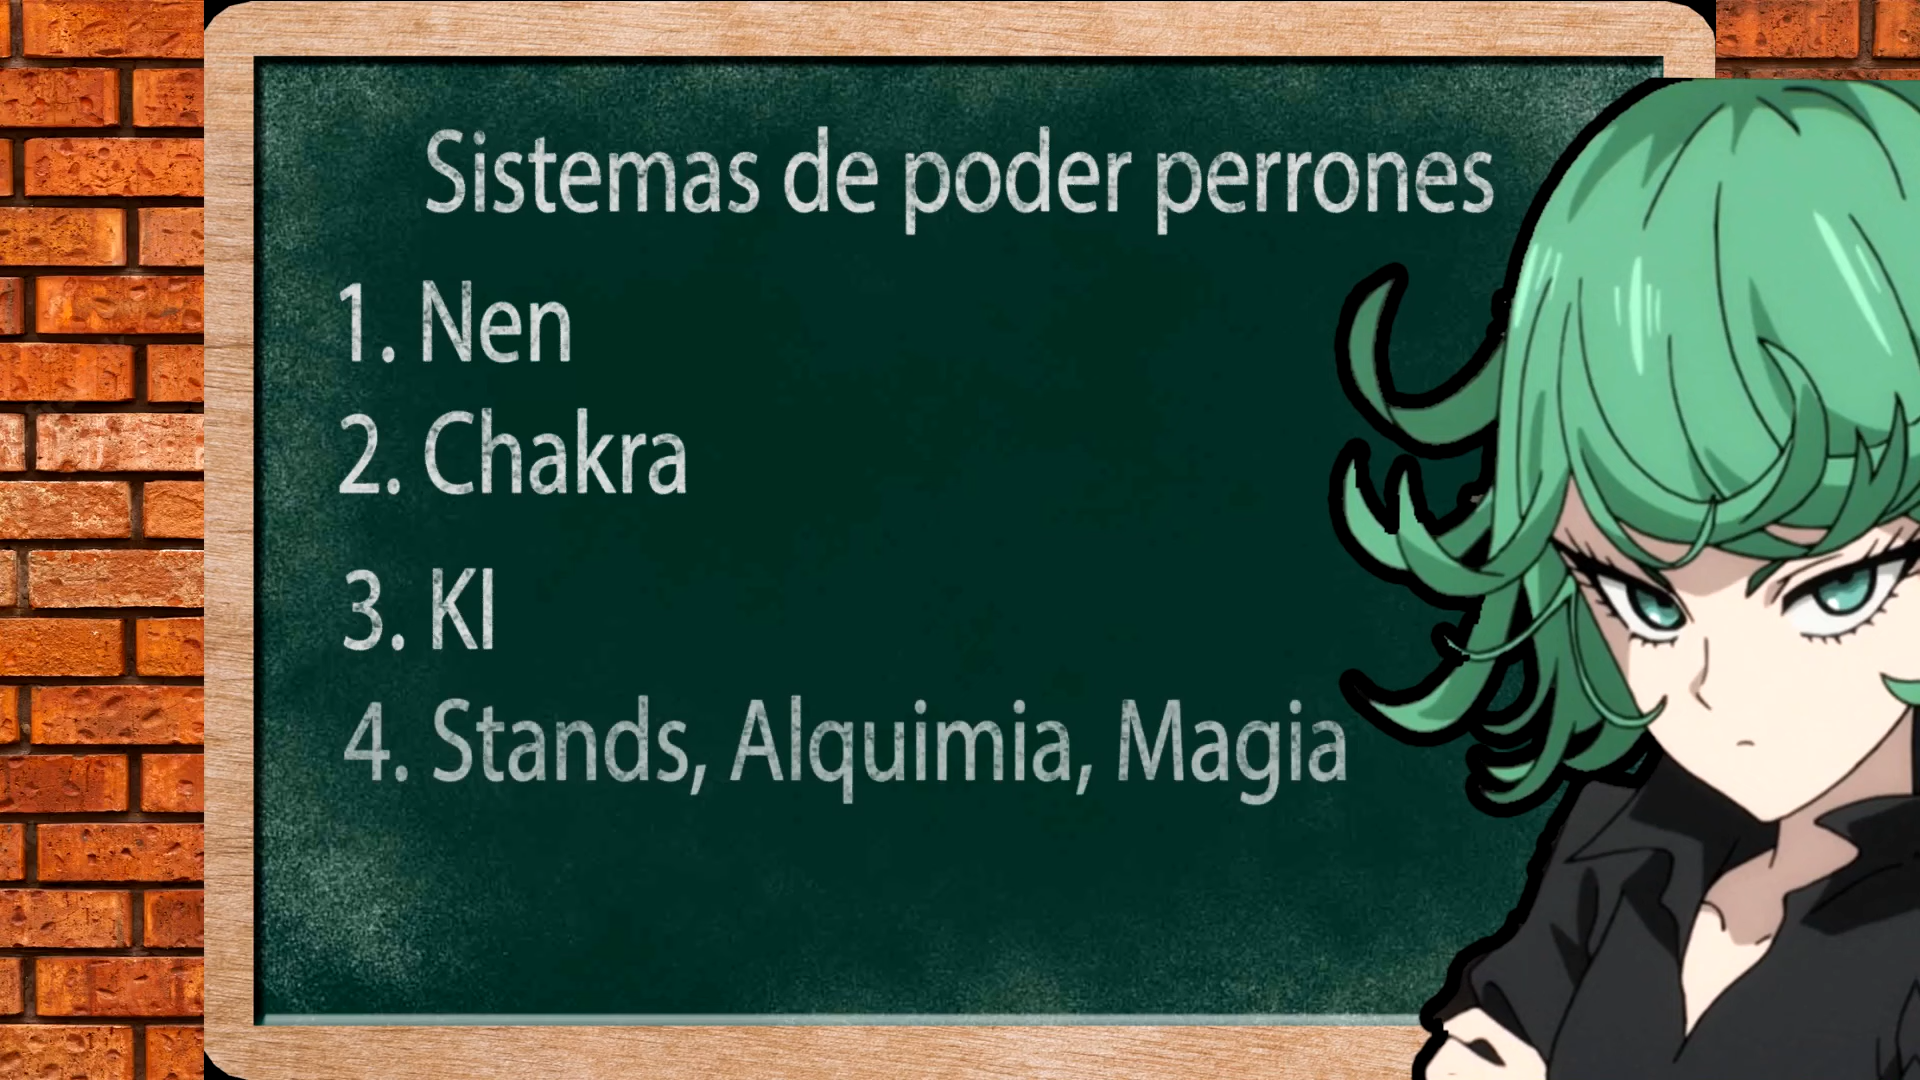 Sistemas de poder perrones
1. Nen
2. Chakra
3. KI
4. Stands, Alquimia, Magia